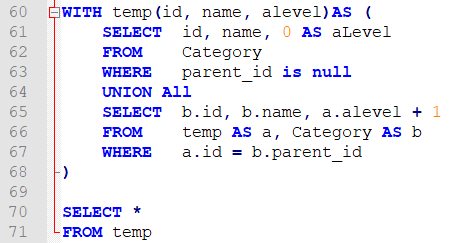 60 WITH temp(id, name, alevel)AS (
61     SELECT  id, name, 0 AS aLevel
62     FROM    Category
63     WHERE   parent_id is null
64     UNION All
65     SELECT  b.id, b.name, a.alevel + 1
66     FROM    temp AS a, Category AS b
67     WHERE   a.id = b.parent_id
68 )
69
70 SELECT *
71 FROM temp